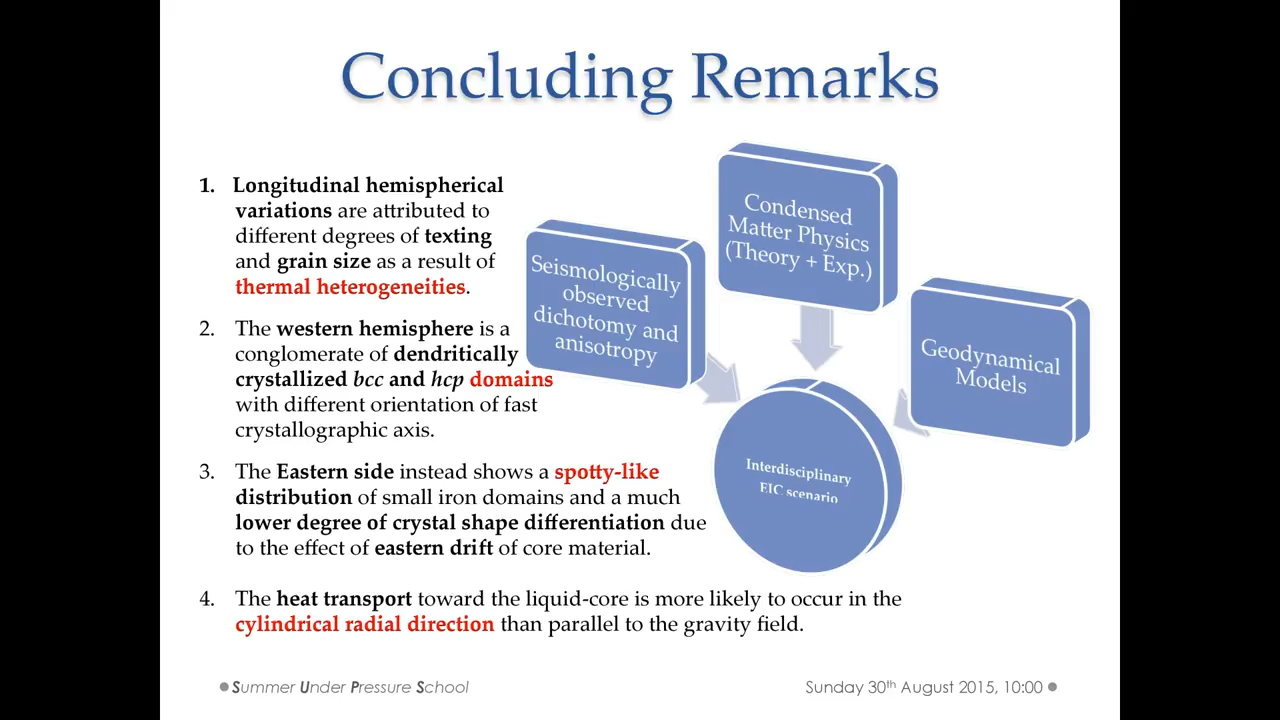 Concluding Remarks
1. Longitudinal hemispherical
variations are attributed to
different degrees of texting
and grain size as a result of
thermal heterogeneities.
2. The western hemisphere is a
conglomerate of dendritically
crystallized bcc and hcp domains
with different orientation of fast
crystallographic axis.
3. The Eastern side instead shows a spotty-like
distribution of small iron domains and a much
lower degree of crystal shape differentiation due
to the effect of eastern drift of core material.
4. The heat transport toward the liquid-core is more likely to occur in the
cylindrical radial direction than parallel to the gravity field.
Seismologically
observed
dichotomy and
anisotropy
Condensed
Matter Physics
(Theory + Exp.)
Geodynamical
Models
Interdisciplinary
EIC scenario
Summer Under Pressure School
Sunday 30th August 2015, 10:00